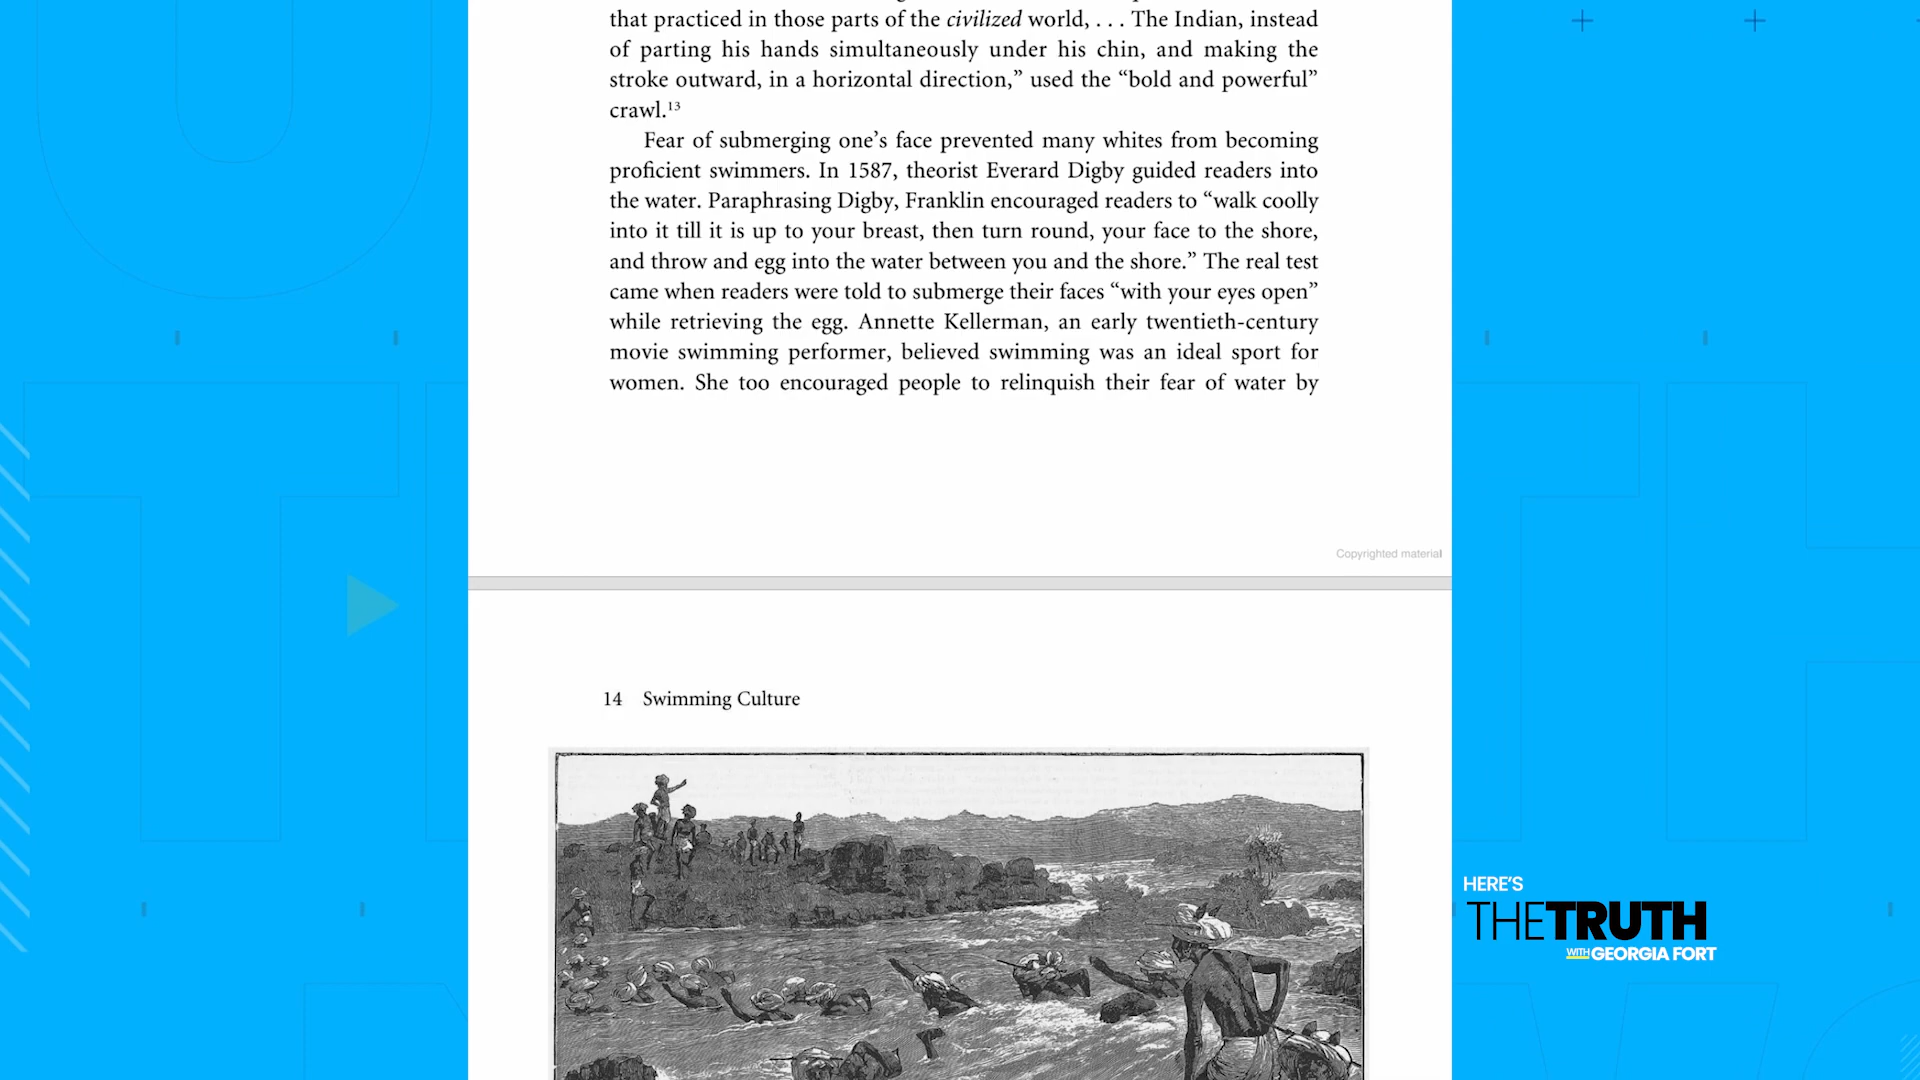 that practiced in those parts of the civilized world, . . . The Indian, instead
of parting his hands simultaneously under his chin, and making the
stroke outward, in a horizontal direction,” used the “bold and powerful”
crawl.13
Fear of submerging one’s face prevented many whites from becoming
proficient swimmers. In 1587, theorist Everard Digby guided readers into
the water. Paraphrasing Digby, Franklin encouraged readers to “walk coolly
into it till it is up to your breast, then turn round, your face to the shore,
and throw and egg into the water between you and the shore.” The real test
came when readers were told to submerge their faces “with your eyes open”
while retrieving the egg. Annette Kellerman, an early twentieth-century
movie swimming performer, believed swimming was an ideal sport for
women. She too encouraged people to relinquish their fear of water by
Copyrighted material
14 Swimming Culture
HERE'S
THETRUTH
WITH GEORGIA FORT